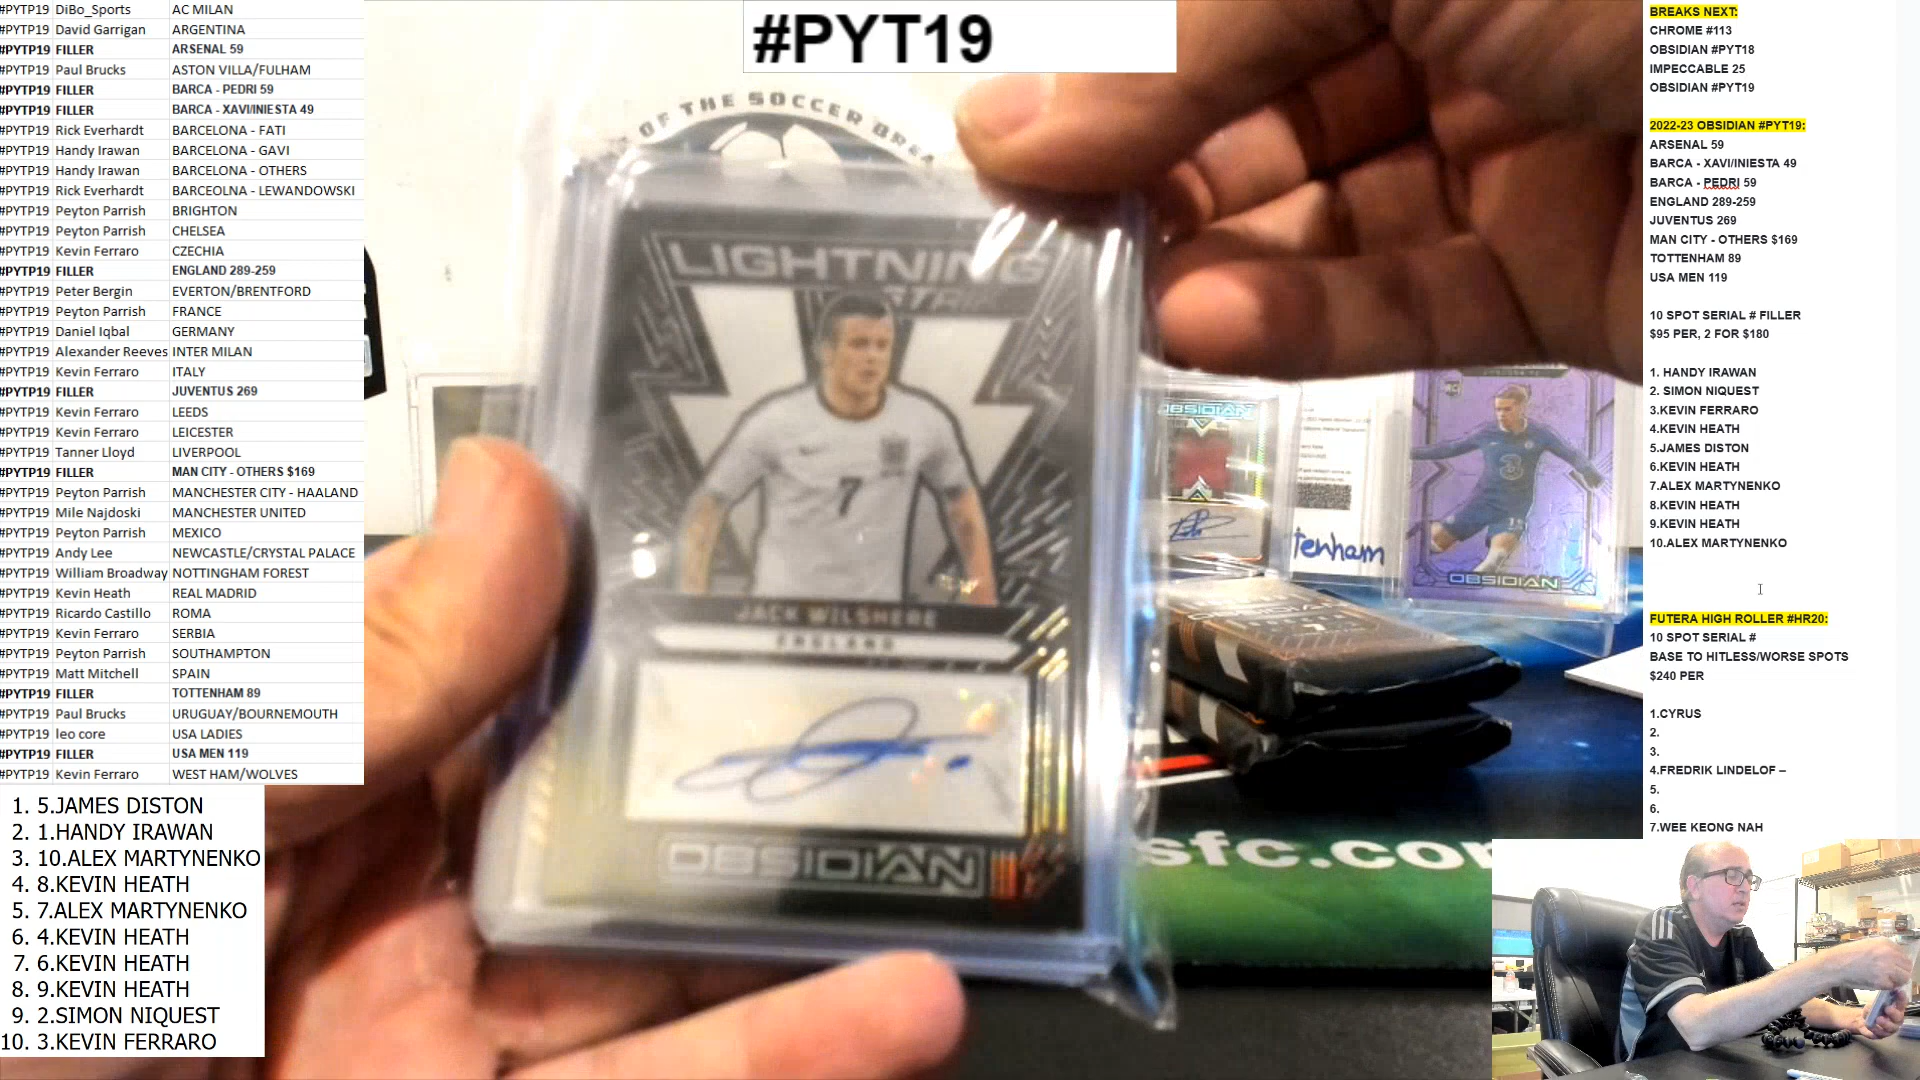 #PYTP19 DiBo_Sports AC MILAN
#PYTP19 David Garrigan ARGENTINA
#PYTP19 FILLER ARSENAL 59
#PYTP19 Paul Brucks ASTON VILLA/FULHAM
#PYTP19 FILLER BARCA - PEDRI 59
#PYTP19 FILLER BARCA - XAVI/INIESTA 49
#PYTP19 Rick Everhardt BARCELONA - FATI
#PYTP19 Handy Irawan BARCELONA - GAVI
#PYTP19 Handy Irawan BARCELONA - OTHERS
#PYTP19 Rick Everhardt BARCEOLNA - LEWANDOWSKI
#PYTP19 Peyton Parrish BRIGHTON
#PYTP19 Peyton Parrish CHELSEA
#PYTP19 Kevin Ferraro CZECHIA
#PYTP19 FILLER ENGLAND 289-259
#PYTP19 Peter Bergin EVERTON/BRENTFORD
#PYTP19 Peyton Parrish FRANCE
#PYTP19 Daniel Iqbal GERMANY
#PYTP19 Alexander Reeves INTER MILAN
#PYTP19 Kevin Ferraro ITALY
#PYTP19 FILLER JUVENTUS 269
#PYTP19 Kevin Ferraro LEEDS
#PYTP19 Kevin Ferraro LEICESTER
#PYTP19 Tanner Lloyd LIVERPOOL
#PYTP19 FILLER MAN CITY - OTHERS $169
#PYTP19 Peyton Parrish MANCHESTER CITY - HAALAND
#PYTP19 Mile Najdoski MANCHESTER UNITED
#PYTP19 Peyton Parrish MEXICO
#PYTP19 Andy Lee NEWCASTLE/CRYSTAL PALACE
#PYTP19 William Broadway NOTTINGHAM FOREST
#PYTP19 Kevin Heath REAL MADRID
#PYTP19 Ricardo Castillo ROMA
#PYTP19 Kevin Ferraro SERBIA
#PYTP19 Peyton Parrish SOUTHAMPTON
#PYTP19 Matt Mitchell SPAIN
#PYTP19 FILLER TOTTENHAM 89
#PYTP19 Paul Brucks URUGUAY/BOURNEMOUTH
#PYTP19 leo core USA LADIES
#PYTP19 FILLER USA MEN 119
#PYTP19 Kevin Ferraro WEST HAM/WOLVES
1. 5.JAMES DISTON
2. 1.HANDY IRAWAN
3. 10.ALEX MARTYNENKO
4. 8.KEVIN HEATH
5. 7.ALEX MARTYNENKO
6. 4.KEVIN HEATH
7. 6.KEVIN HEATH
8. 9.KEVIN HEATH
9. 2.SIMON NIQUEST
10. 3.KEVIN FERRARO
#PYT19
OF THE SOCCER BREA
LIGHTNING
7
JACK WILSHERE
ENGLAND
OBSIDIAN
OBSIDIAN
tenham
OBSIDIAN
sfc.co
BREAKS NEXT:
CHROME #113
OBSIDIAN #PYT18
IMPECCABLE 25
OBSIDIAN #PYT19
2022-23 OBSIDIAN #PYT19:
ARSENAL 59
BARCA - XAVI/INIESTA 49
BARCA - PEDRI 59
ENGLAND 289-259
JUVENTUS 269
MAN CITY - OTHERS $169
TOTTENHAM 89
USA MEN 119
10 SPOT SERIAL # FILLER
$95 PER, 2 FOR $180
1. HANDY IRAWAN
2. SIMON NIQUEST
3.KEVIN FERRARO
4.KEVIN HEATH
5.JAMES DISTON
6.KEVIN HEATH
7.ALEX MARTYNENKO
8.KEVIN HEATH
9.KEVIN HEATH
10.ALEX MARTYNENKO
FUTERA HIGH ROLLER #HR20:
10 SPOT SERIAL #
BASE TO HITLESS/WORSE SPOTS
$240 PER
1.CYRUS
2.
3.
4.FREDRIK LINDELOF –
5.
6.
7.WEE KEONG NAH